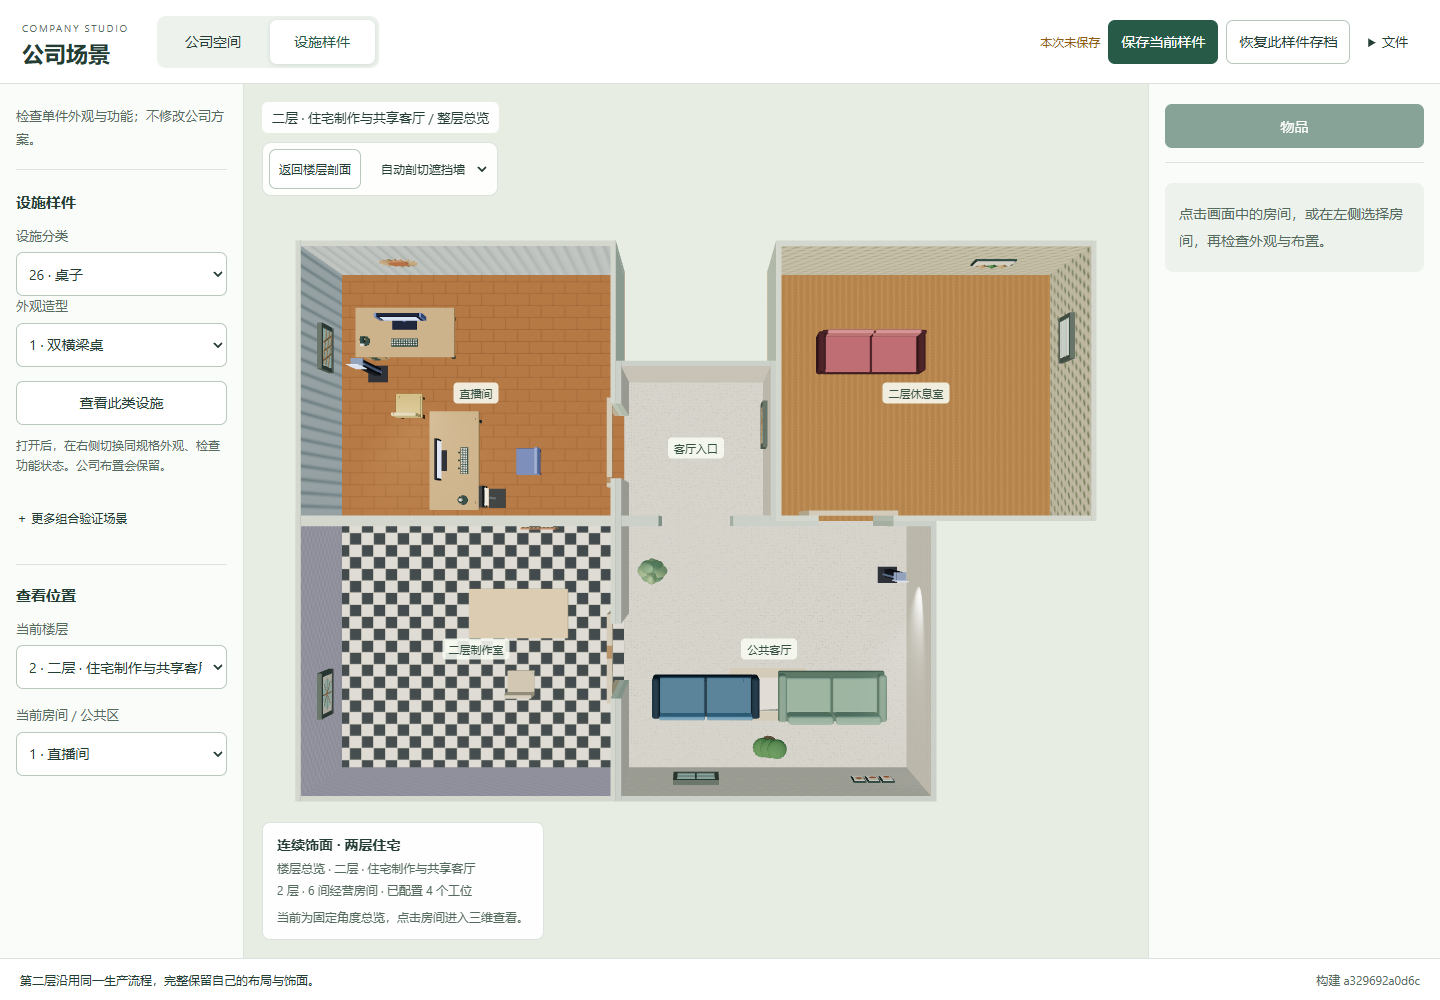 COMPANY STUDIO
公司场景
公司空间
设施样件
本次未保存
保存当前样件
恢复此样件存档
▶ 文件
检查单件外观与功能；不修改公司方
案。
设施样件
设施分类
26 · 桌子
外观造型
1 · 双横梁桌
查看此类设施
打开后，在右侧切换同规格外观、检查
功能状态。公司布置会保留。
+ 更多组合验证场景
查看位置
当前楼层
2 · 二层 · 住宅制作与共享客厅
当前房间 / 公共区
1 · 直播间
二层 · 住宅制作与共享客厅 / 整层总览
返回楼层剖面
自动剖切遮挡墙
直播间
二层休息室
客厅入口
二层制作室
公共客厅
连续饰面 · 两层住宅
楼层总览 · 二层 · 住宅制作与共享客厅
2 层 · 6 间经营房间 · 已配置 4 个工位
当前为固定角度总览，点击房间进入三维查看。
物品
点击画面中的房间，或在左侧选择房
间，再检查外观与布置。
第二层沿用同一生产流程，完整保留自己的布局与饰面。
构建 a329692a0d6c